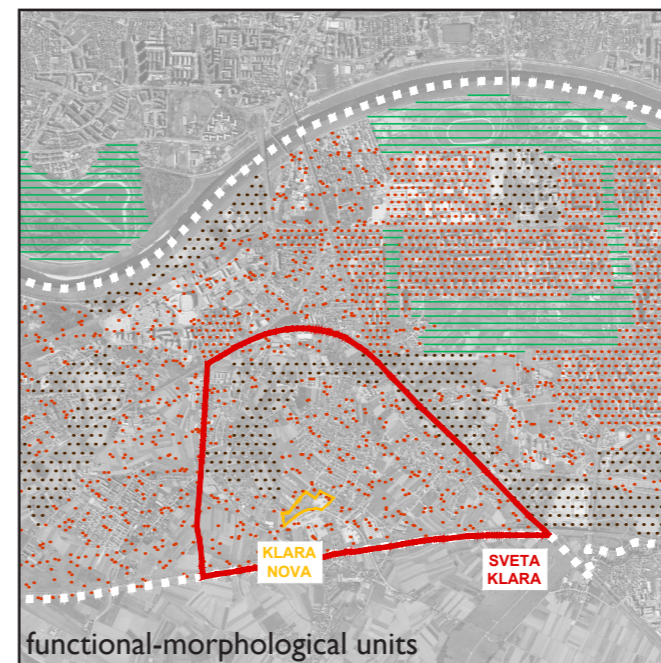 KLARA
NOVA
SVETA
KLARA
functional-morphological units